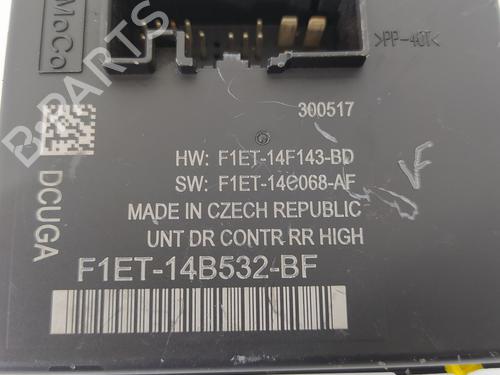 MoCo
>PP-40T<
300517
HW: F1ET-14F143-BD
SW: F1ET-14C068-AF
MADE IN CZECH REPUBLIC
UNT DR CONTR RR HIGH
DCUGA
F1ET-14B532-BF
B-PARTS
V